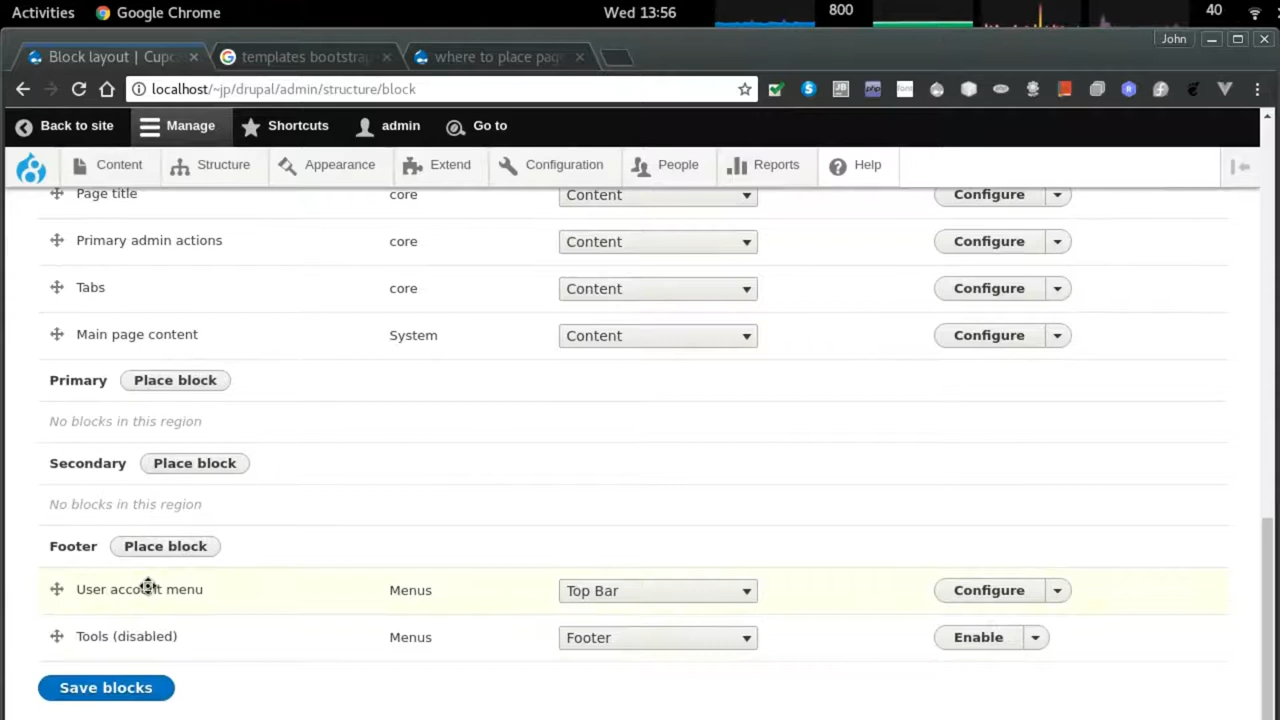 Activities Google Chrome Wed 13:56 800 40
Block layout | Cupc × templates bootstrap × where to place pag × John
localhost/~jp/drupal/admin/structure/block
Back to site Manage Shortcuts admin Go to
Content Structure Appearance Extend Configuration People Reports Help
Page title core Content Configure
Primary admin actions core Content Configure
Tabs core Content Configure
Main page content System Content Configure
Primary Place block
No blocks in this region
Secondary Place block
No blocks in this region
Footer Place block
User account menu Menus Top Bar Configure
Tools (disabled) Menus Footer Enable
Save blocks